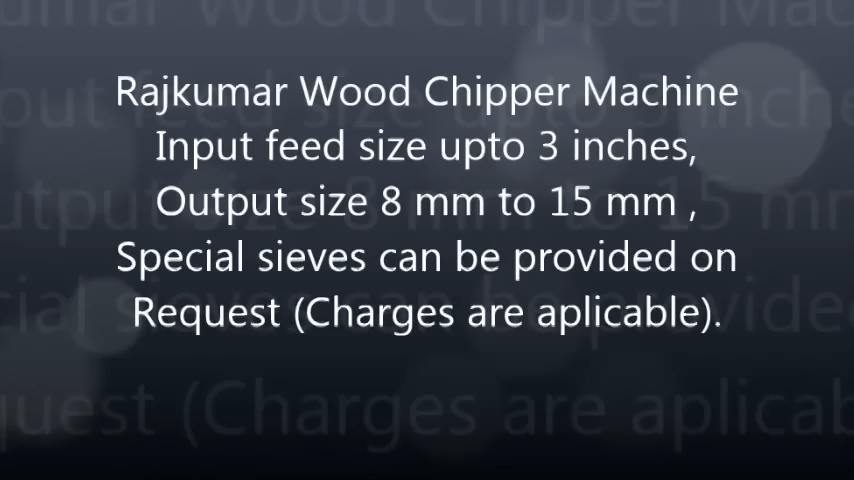 Rajkumar Wood Chipper Machine
Input feed size upto 3 inches,
Output size 8 mm to 15 mm ,
Special sieves can be provided on
Request (Charges are aplicable).